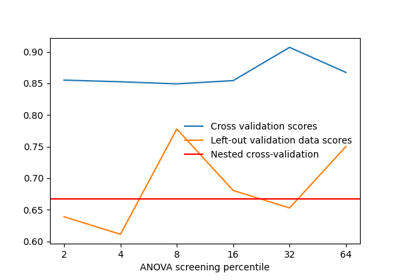 0.90
0.85
0.80
0.75
0.70
0.65
0.60
Cross validation scores
Left-out validation data scores
Nested cross-validation
2 4 8 16 32 64
ANOVA screening percentile